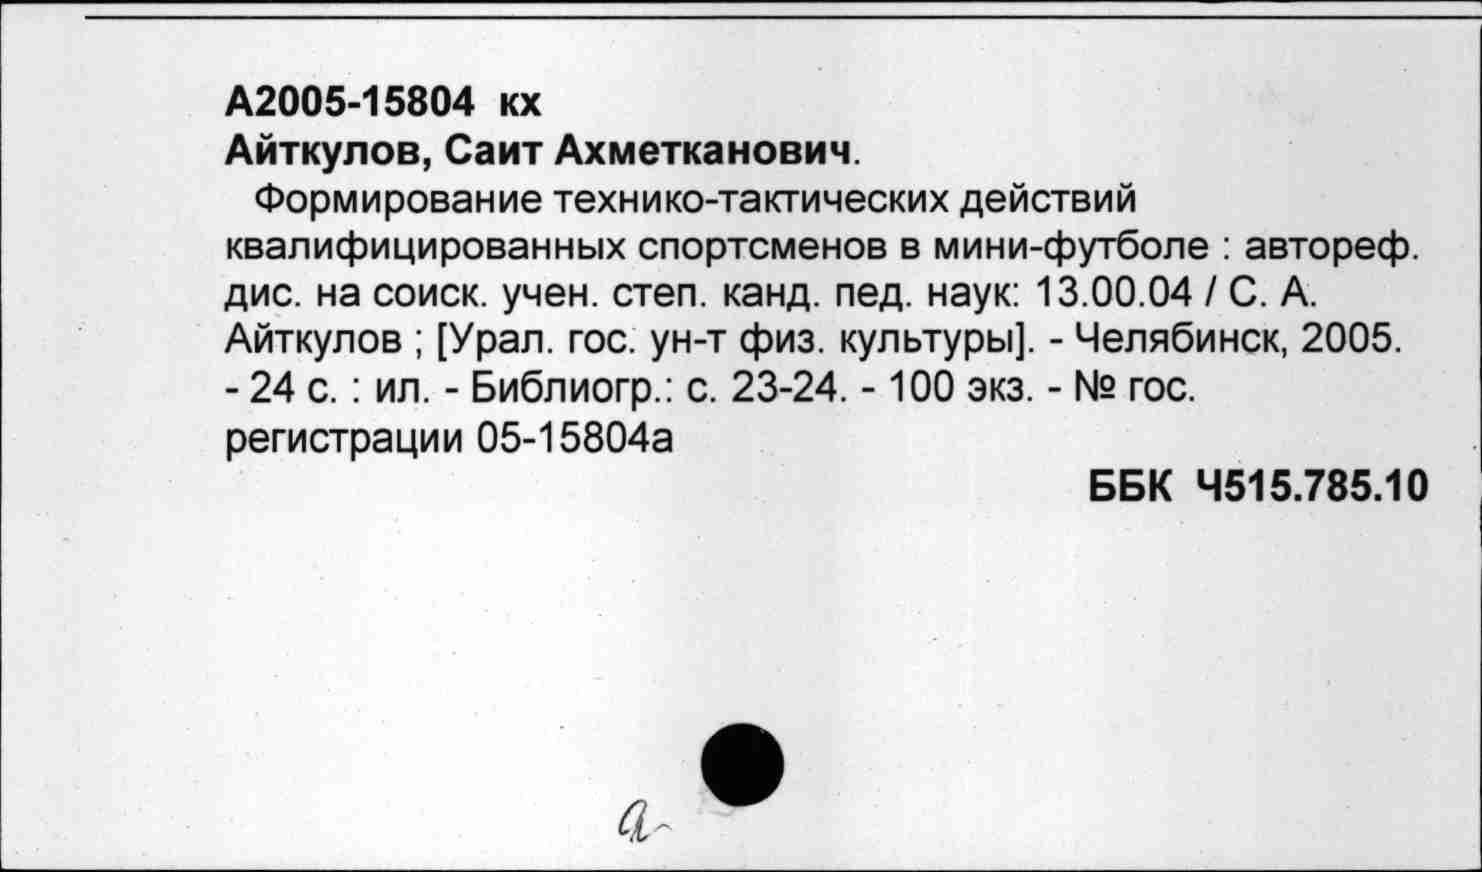 А2005-15804 кх
Айткулов, Саит Ахметканович.
Формирование технико-тактических действий
квалифицированных спортсменов в мини-футболе : автореф.
дис. на соиск. учен. степ. канд. пед. наук: 13.00.04 / С. А.
Айткулов ; [Урал. гос. ун-т физ. культуры]. - Челябинск, 2005.
- 24 с. : ил. - Библиогр.: с. 23-24. - 100 экз. - № гос.
регистрации 05-15804а
ББК Ч515.785.10
а